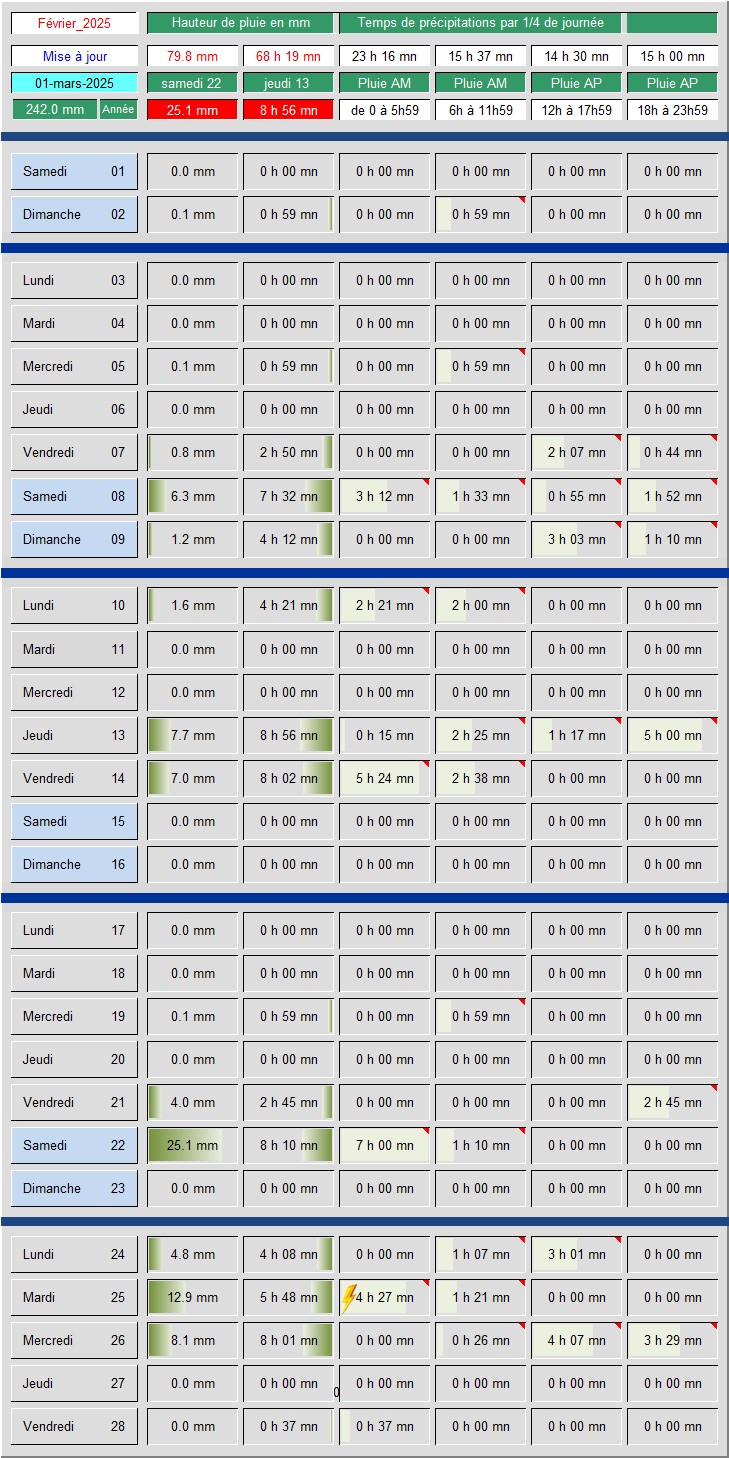 Février_2025 Hauteur de pluie en mm Temps de précipitations par 1/4 de journée
Mise à jour 79.8 mm 68 h 19 mn 23 h 16 mn 15 h 37 mn 14 h 30 mn 15 h 00 mn
01-mars-2025 samedi 22 jeudi 13 Pluie AM Pluie AM Pluie AP Pluie AP
242.0 mm Année 25.1 mm 8 h 56 mn de 0 à 5h59 6h à 11h59 12h à 17h59 18h à 23h59
Samedi 01 0.0 mm 0 h 00 mn 0 h 00 mn 0 h 00 mn 0 h 00 mn 0 h 00 mn
Dimanche 02 0.1 mm 0 h 59 mn 0 h 00 mn 0 h 59 mn 0 h 00 mn 0 h 00 mn
Lundi 03 0.0 mm 0 h 00 mn 0 h 00 mn 0 h 00 mn 0 h 00 mn 0 h 00 mn
Mardi 04 0.0 mm 0 h 00 mn 0 h 00 mn 0 h 00 mn 0 h 00 mn 0 h 00 mn
Mercredi 05 0.1 mm 0 h 59 mn 0 h 00 mn 0 h 59 mn 0 h 00 mn 0 h 00 mn
Jeudi 06 0.0 mm 0 h 00 mn 0 h 00 mn 0 h 00 mn 0 h 00 mn 0 h 00 mn
Vendredi 07 0.8 mm 2 h 50 mn 0 h 00 mn 0 h 00 mn 2 h 07 mn 0 h 44 mn
Samedi 08 6.3 mm 7 h 32 mn 3 h 12 mn 1 h 33 mn 0 h 55 mn 1 h 52 mn
Dimanche 09 1.2 mm 4 h 12 mn 0 h 00 mn 0 h 00 mn 3 h 03 mn 1 h 10 mn
Lundi 10 1.6 mm 4 h 21 mn 2 h 21 mn 2 h 00 mn 0 h 00 mn 0 h 00 mn
Mardi 11 0.0 mm 0 h 00 mn 0 h 00 mn 0 h 00 mn 0 h 00 mn 0 h 00 mn
Mercredi 12 0.0 mm 0 h 00 mn 0 h 00 mn 0 h 00 mn 0 h 00 mn 0 h 00 mn
Jeudi 13 7.7 mm 8 h 56 mn 0 h 15 mn 2 h 25 mn 1 h 17 mn 5 h 00 mn
Vendredi 14 7.0 mm 8 h 02 mn 5 h 24 mn 2 h 38 mn 0 h 00 mn 0 h 00 mn
Samedi 15 0.0 mm 0 h 00 mn 0 h 00 mn 0 h 00 mn 0 h 00 mn 0 h 00 mn
Dimanche 16 0.0 mm 0 h 00 mn 0 h 00 mn 0 h 00 mn 0 h 00 mn 0 h 00 mn
Lundi 17 0.0 mm 0 h 00 mn 0 h 00 mn 0 h 00 mn 0 h 00 mn 0 h 00 mn
Mardi 18 0.0 mm 0 h 00 mn 0 h 00 mn 0 h 00 mn 0 h 00 mn 0 h 00 mn
Mercredi 19 0.1 mm 0 h 59 mn 0 h 00 mn 0 h 59 mn 0 h 00 mn 0 h 00 mn
Jeudi 20 0.0 mm 0 h 00 mn 0 h 00 mn 0 h 00 mn 0 h 00 mn 0 h 00 mn
Vendredi 21 4.0 mm 2 h 45 mn 0 h 00 mn 0 h 00 mn 0 h 00 mn 2 h 45 mn
Samedi 22 25.1 mm 8 h 10 mn 7 h 00 mn 1 h 10 mn 0 h 00 mn 0 h 00 mn
Dimanche 23 0.0 mm 0 h 00 mn 0 h 00 mn 0 h 00 mn 0 h 00 mn 0 h 00 mn
Lundi 24 4.8 mm 4 h 08 mn 0 h 00 mn 1 h 07 mn 3 h 01 mn 0 h 00 mn
Mardi 25 12.9 mm 5 h 48 mn 4 h 27 mn 1 h 21 mn 0 h 00 mn 0 h 00 mn
Mercredi 26 8.1 mm 8 h 01 mn 0 h 00 mn 0 h 26 mn 4 h 07 mn 3 h 29 mn
Jeudi 27 0.0 mm 0 h 00 mn 0 h 00 mn 0 h 00 mn 0 h 00 mn 0 h 00 mn
0
Vendredi 28 0.0 mm 0 h 37 mn 0 h 37 mn 0 h 00 mn 0 h 00 mn 0 h 00 mn